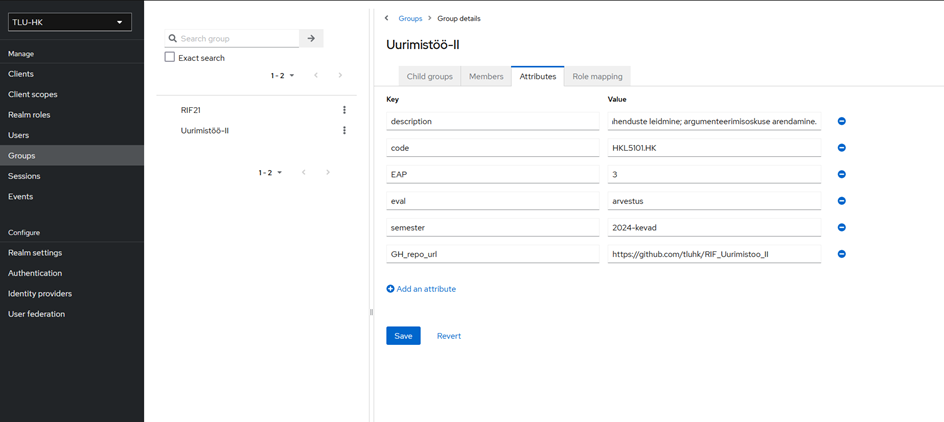 TLU-HK
Manage
Clients
Client scopes
Realm roles
Users
Groups
Sessions
Events
Configure
Realm settings
Authentication
Identity providers
User federation
Search group
Exact search
1 - 2
RIF21
Uurimistöö-II
1 - 2
Groups > Group details
Uurimistöö-II
Child groups Members Attributes Role mapping
Key Value
description leidmine; argumenteerimisoskuse arendamine.
code HKL5101.HK
EAP 3
eval arvestus
semester 2024-kevad
GH_repo_url https://github.com/tluhk/RIF_Uurimistoo_II
Add an attribute
Save Revert